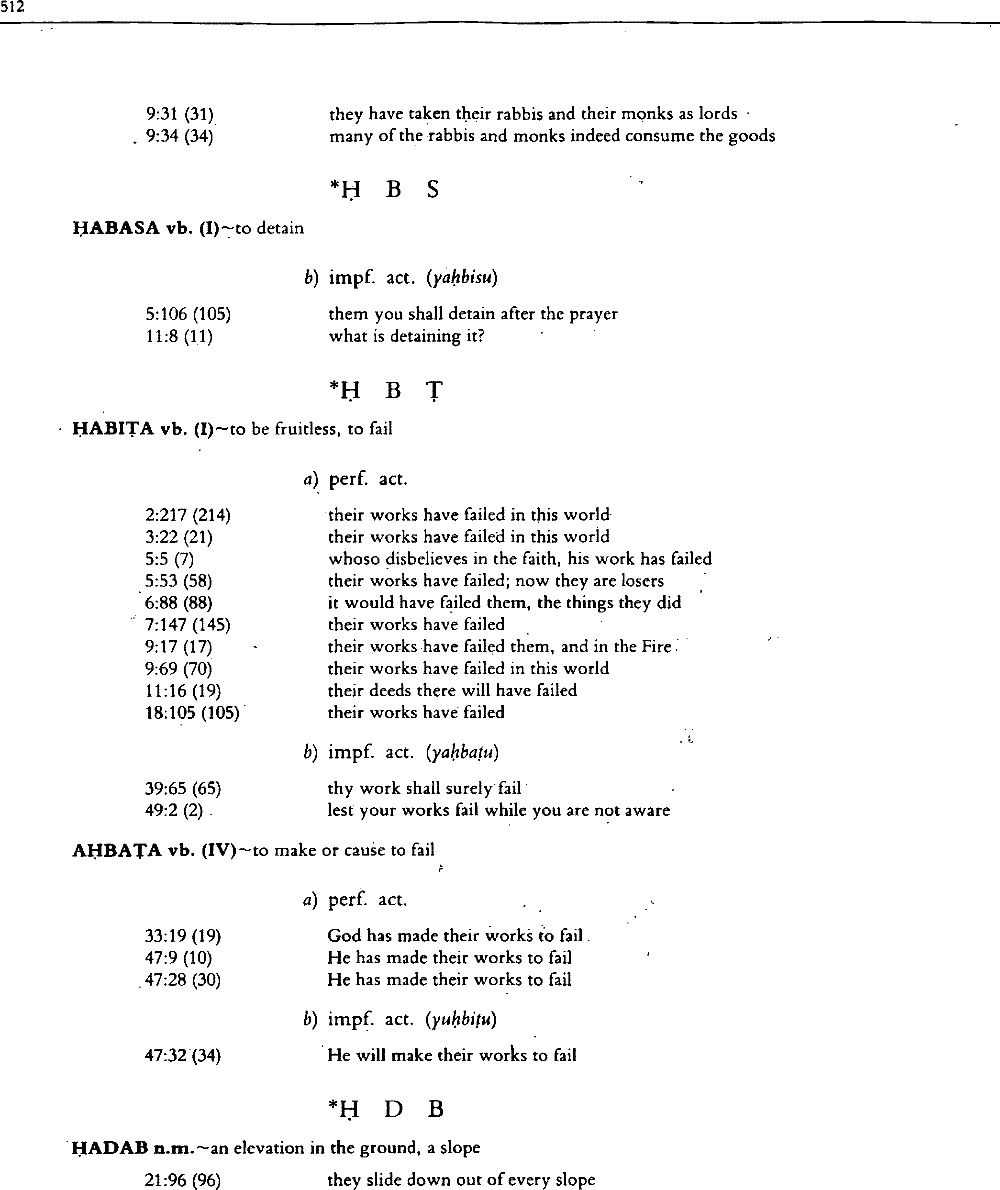 512
9:31 (31) they have taken their rabbis and their monks as lords
9:34 (34) many of the rabbis and monks indeed consume the goods
*Ḥ B S
ḤABASA vb. (I)~to detain
b) impf. act. (yaḥbisu)
5:106 (105) them you shall detain after the prayer
11:8 (11) what is detaining it?
*Ḥ B Ṭ
ḤABIṬA vb. (I)~to be fruitless, to fail
a) perf. act.
2:217 (214) their works have failed in this world
3:22 (21) their works have failed in this world
5:5 (7) whoso disbelieves in the faith, his work has failed
5:53 (58) their works have failed; now they are losers
6:88 (88) it would have failed them, the things they did
7:147 (145) their works have failed
9:17 (17) their works have failed them, and in the Fire
9:69 (70) their works have failed in this world
11:16 (19) their deeds there will have failed
18:105 (105) their works have failed
b) impf. act. (yaḥbaṭu)
39:65 (65) thy work shall surely fail
49:2 (2) lest your works fail while you are not aware
AḤBAṬA vb. (IV)~to make or cause to fail
a) perf. act.
33:19 (19) God has made their works to fail
47:9 (10) He has made their works to fail
47:28 (30) He has made their works to fail
b) impf. act. (yuḥbiṭu)
47:32 (34) He will make their works to fail
*Ḥ D B
ḤADAB n.m.~an elevation in the ground, a slope
21:96 (96) they slide down out of every slope